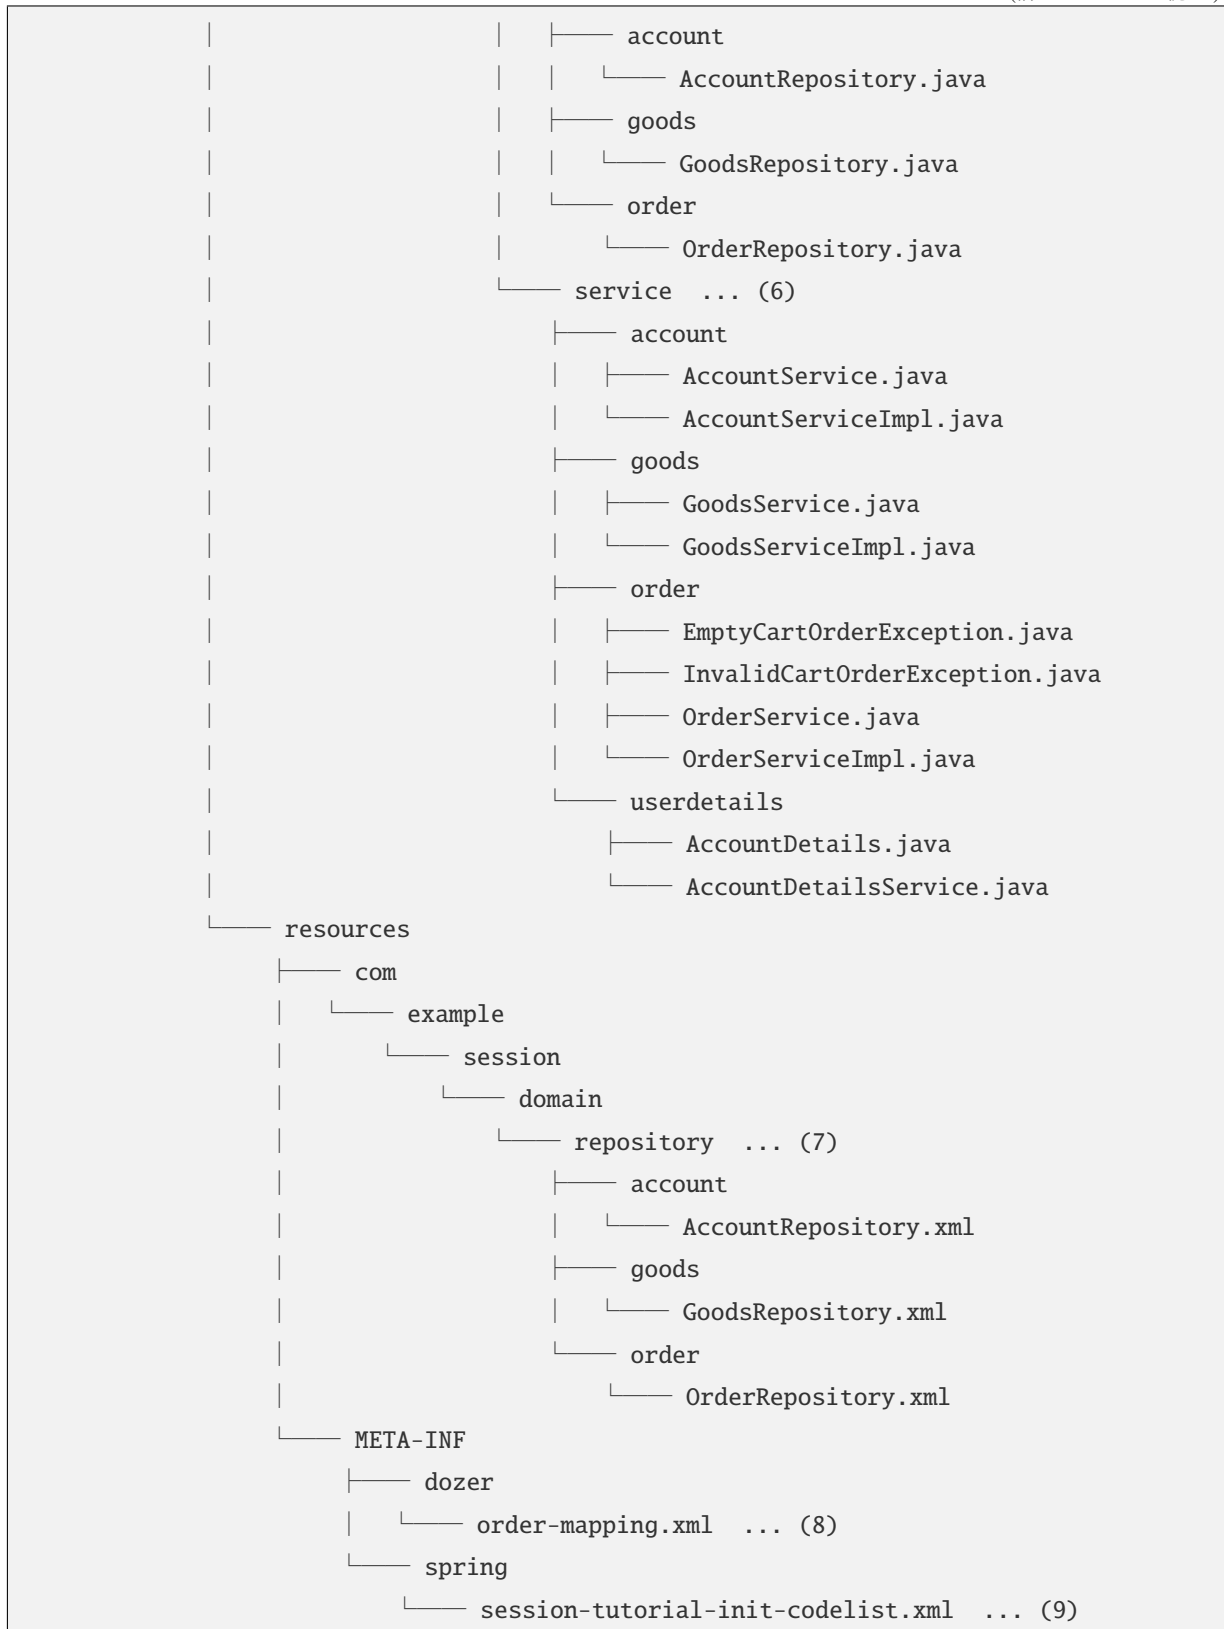 │ │ ├── account
│ │ │ └── AccountRepository.java
│ │ ├── goods
│ │ │ └── GoodsRepository.java
│ │ └── order
│ │ └── OrderRepository.java
│ └── service ... (6)
│ ├── account
│ │ ├── AccountService.java
│ │ └── AccountServiceImpl.java
│ ├── goods
│ │ ├── GoodsService.java
│ │ └── GoodsServiceImpl.java
│ ├── order
│ │ ├── EmptyCartOrderException.java
│ │ ├── InvalidCartOrderException.java
│ │ ├── OrderService.java
│ │ └── OrderServiceImpl.java
│ └── userdetails
│ ├── AccountDetails.java
│ └── AccountDetailsService.java
└── resources
├── com
│ └── example
│ └── session
│ └── domain
│ └── repository ... (7)
│ ├── account
│ │ └── AccountRepository.xml
│ ├── goods
│ │ └── GoodsRepository.xml
│ └── order
│ └── OrderRepository.xml
└── META-INF
├── dozer
│ └── order-mapping.xml ... (8)
└── spring
└── session-tutorial-init-codelist.xml ... (9)